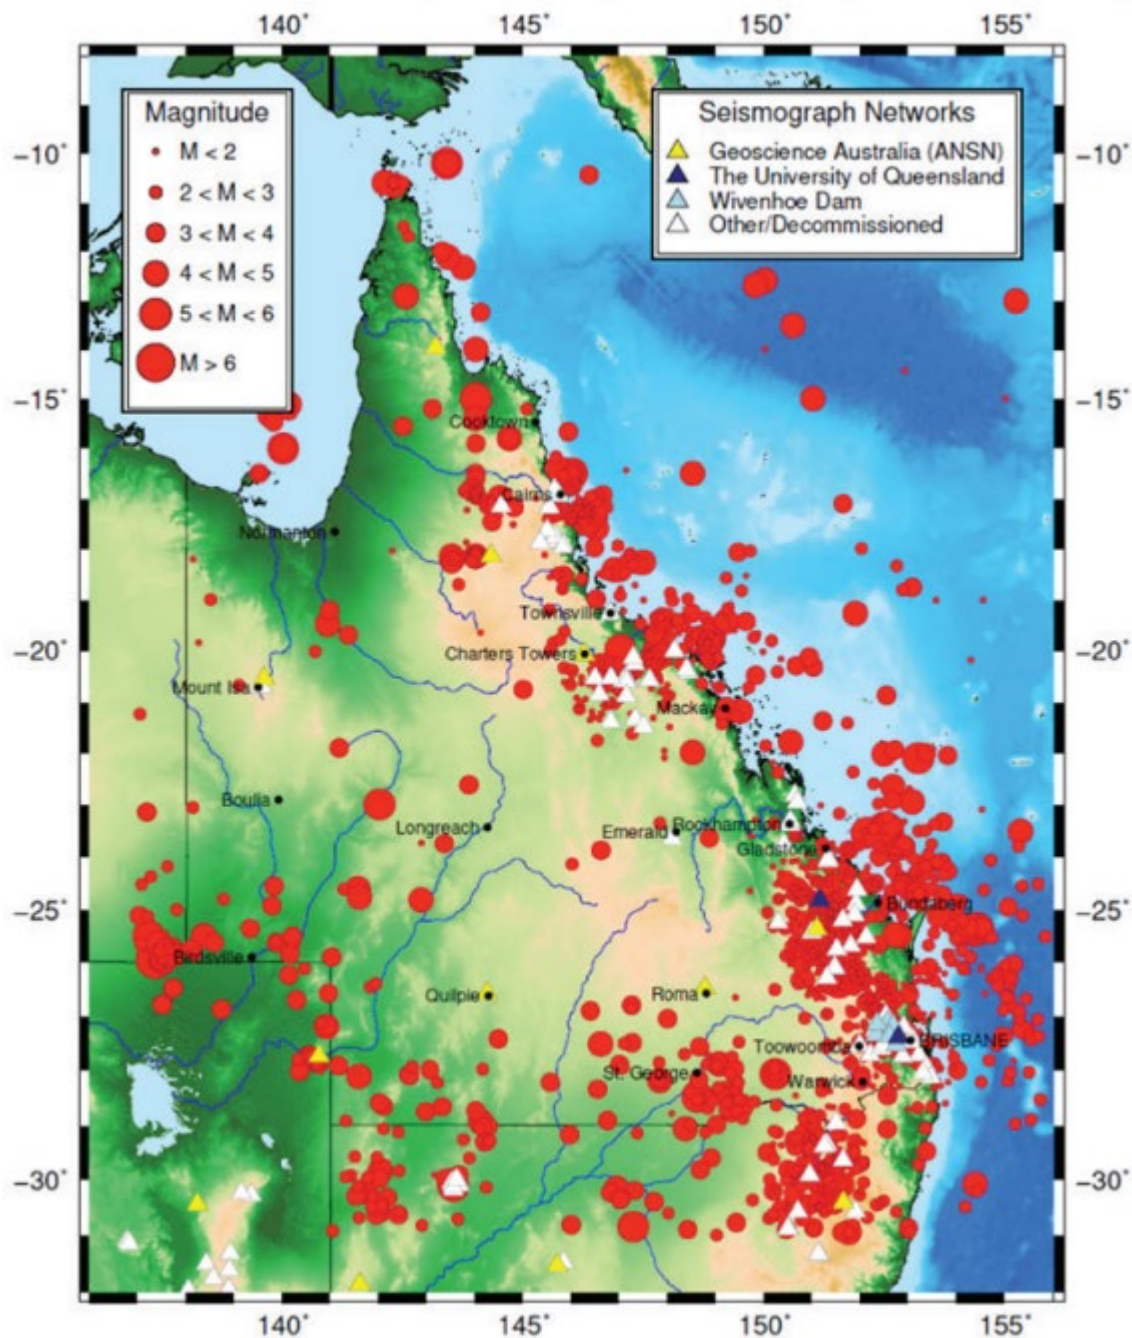 140° 145° 150° 155°
Magnitude
M < 2
2 < M < 3
3 < M < 4
4 < M < 5
5 < M < 6
M > 6
Seismograph Networks
Geoscience Australia (ANSN)
The University of Queensland
Wivenhoe Dam
Other/Decommissioned
−10° −10°
−15° −15°
Cocktown
Cairns
Normanton
Townsville
−20° −20°
Charters Towers
Mount Isa
Mackay
Boulia
Longreach
Emerald
Rockhampton
Gladstone
−25° −25°
Bundaberg
Birdsville
Quilpie
Roma
Toowoomba
BRISBANE
St. George
Warwick
−30° −30°
140° 145° 150° 155°